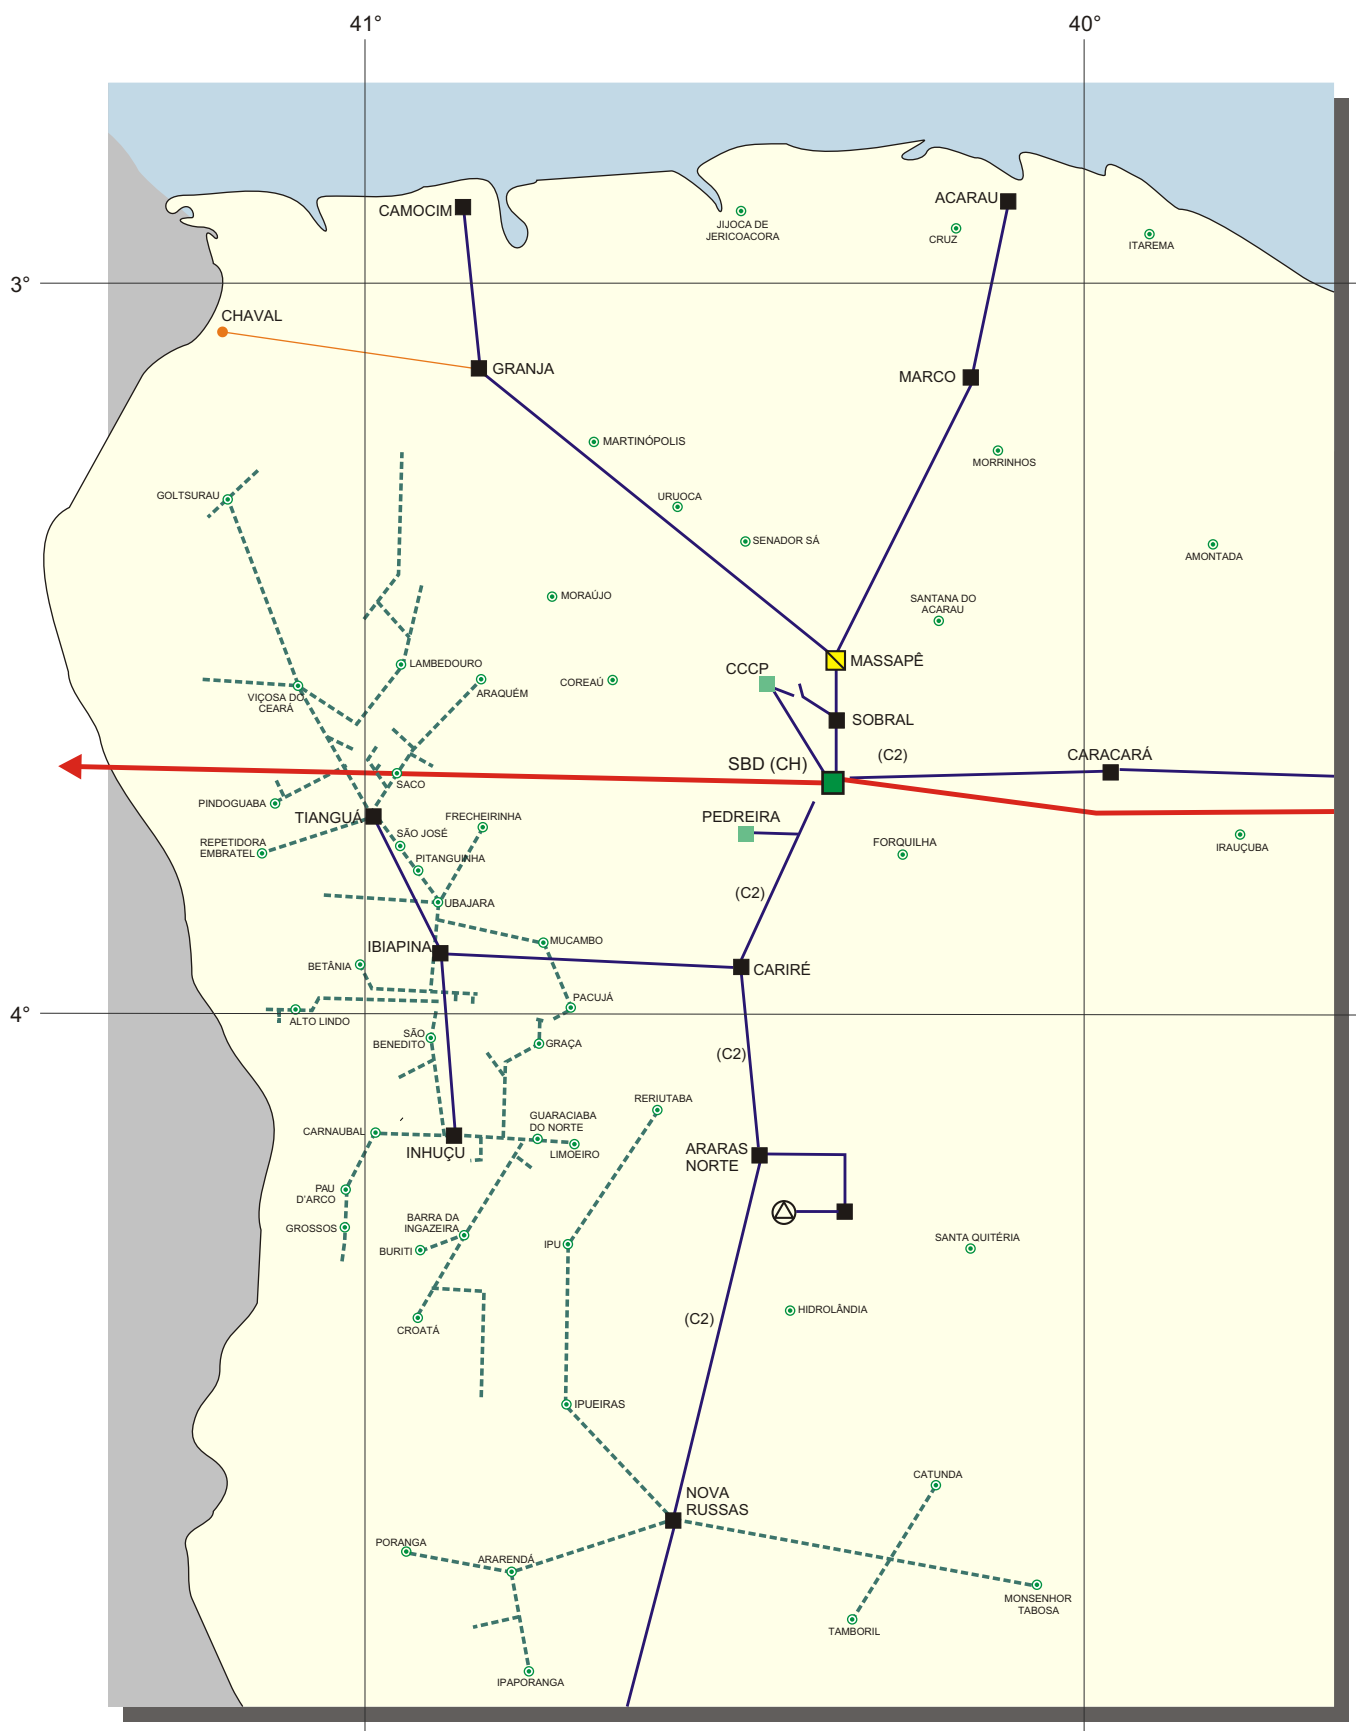 41°
40°
CAMOCIM
ACARAU
JIJOCA DE
JERICOACORA
CRUZ
ITAREMA
3°
CHAVAL
GRANJA
MARCO
MARTINÓPOLIS
MORRINHOS
GOLTSURAU
URUOCA
SENADOR SÁ
AMONTADA
MORAÚJO
SANTANA DO
ACARAU
LAMBEDOURO
MASSAPÊ
CCCP
VIÇOSA DO
CEARÁ
ARAQUÉM
COREAÚ
SOBRAL
SBD (CH)
(C2)
CARACARÁ
SACO
PINDOGUABA
TIANGUÁ
FRECHEIRINHA
PEDREIRA
REPETIDORA
EMBRATEL
SÃO JOSÉ
PITANGUINHA
FORQUILHA
IRAUÇUBA
UBAJARA
(C2)
IBIAPINA
MUCAMBO
BETÂNIA
CARIRÉ
PACUJÁ
4°
ALTO LINDO
SÃO
BENEDITO
GRAÇA
(C2)
RERIUTABA
CARNAUBAL
GUARACIABA
DO NORTE
INHUÇU
LIMOEIRO
ARARAS
NORTE
PAU
D'ARCO
GROSSOS
BARRA DA
INGAZEIRA
BURITI
IPU
SANTA QUITÉRIA
HIDROLÂNDIA
CROATÁ
(C2)
IPUEIRAS
CATUNDA
NOVA
RUSSAS
PORANGA
ARARENDÁ
MONSENHOR
TABOSA
TAMBORIL
IPAPORANGA